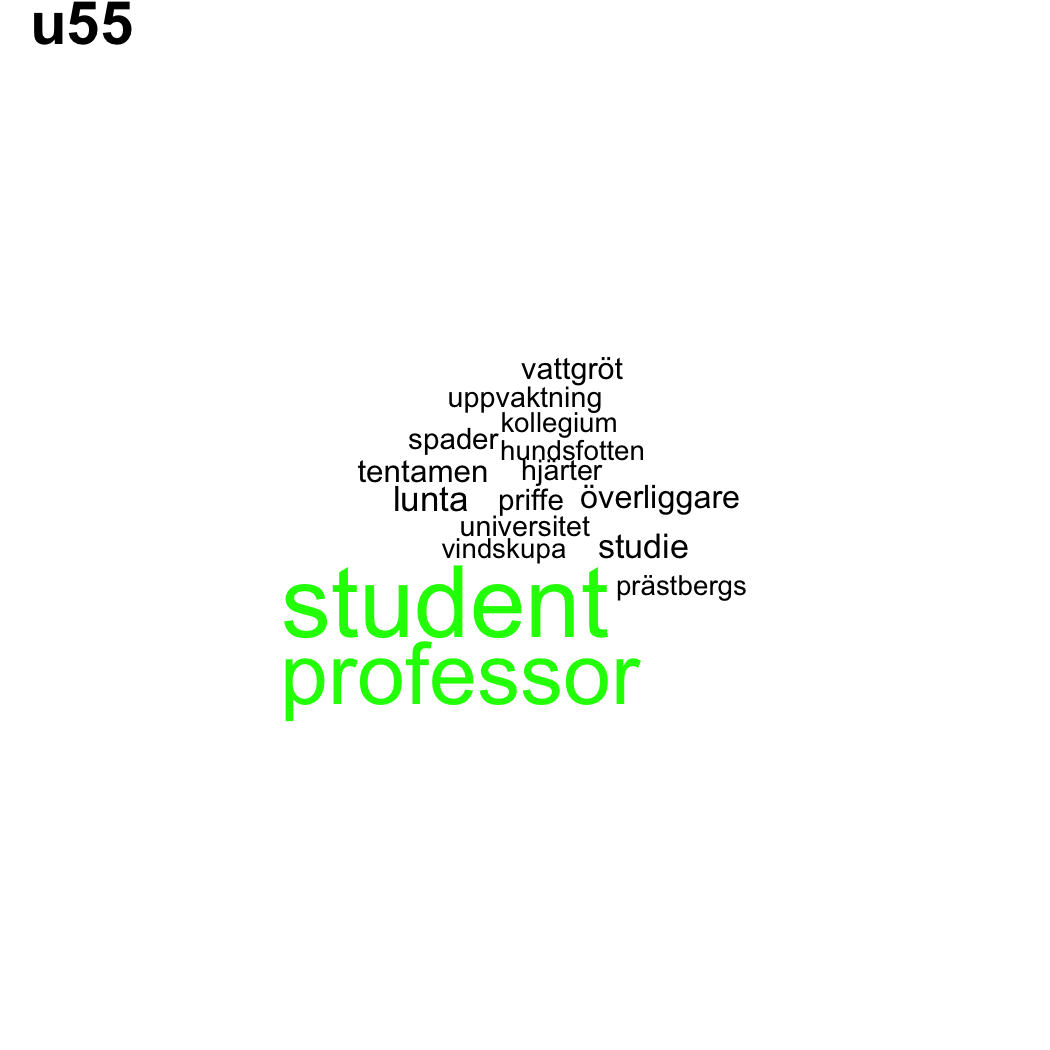 u55
vattgröt
uppvaktning
kollegium
spader
hundsfotten
tentamen hjärter
lunta priffe överliggare
universitet
vindskupa studie
student prästbergs
professor